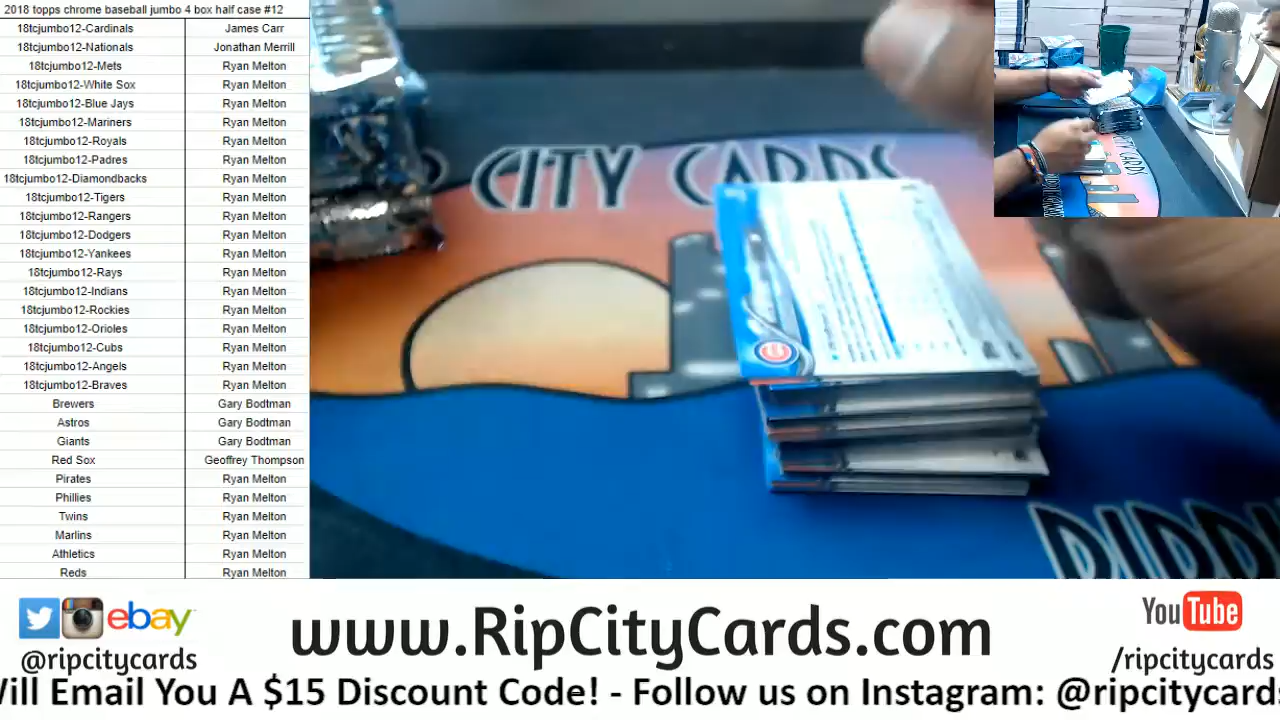 2018 topps chrome baseball jumbo 4 box half case #12
18tcjumbo12-Cardinals James Carr
18tcjumbo12-Nationals Jonathan Merrill
18tcjumbo12-Mets Ryan Melton
18tcjumbo12-White Sox Ryan Melton
18tcjumbo12-Blue Jays Ryan Melton
18tcjumbo12-Mariners Ryan Melton
18tcjumbo12-Royals Ryan Melton
18tcjumbo12-Padres Ryan Melton
18tcjumbo12-Diamondbacks Ryan Melton
18tcjumbo12-Tigers Ryan Melton
18tcjumbo12-Rangers Ryan Melton
18tcjumbo12-Dodgers Ryan Melton
18tcjumbo12-Yankees Ryan Melton
18tcjumbo12-Rays Ryan Melton
18tcjumbo12-Indians Ryan Melton
18tcjumbo12-Rockies Ryan Melton
18tcjumbo12-Orioles Ryan Melton
18tcjumbo12-Cubs Ryan Melton
18tcjumbo12-Angels Ryan Melton
18tcjumbo12-Braves Ryan Melton
Brewers Gary Bodtman
Astros Gary Bodtman
Giants Gary Bodtman
Red Sox Geoffrey Thompson
Pirates Ryan Melton
Phillies Ryan Melton
Twins Ryan Melton
Marlins Ryan Melton
Athletics Ryan Melton
Reds Ryan Melton
P CITY CARDS
CARDS
ebay
@ripcitycards
www.RipCityCards.com
YouTube
/ripcitycards
Will Email You A $15 Discount Code! - Follow us on Instagram: @ripcitycards